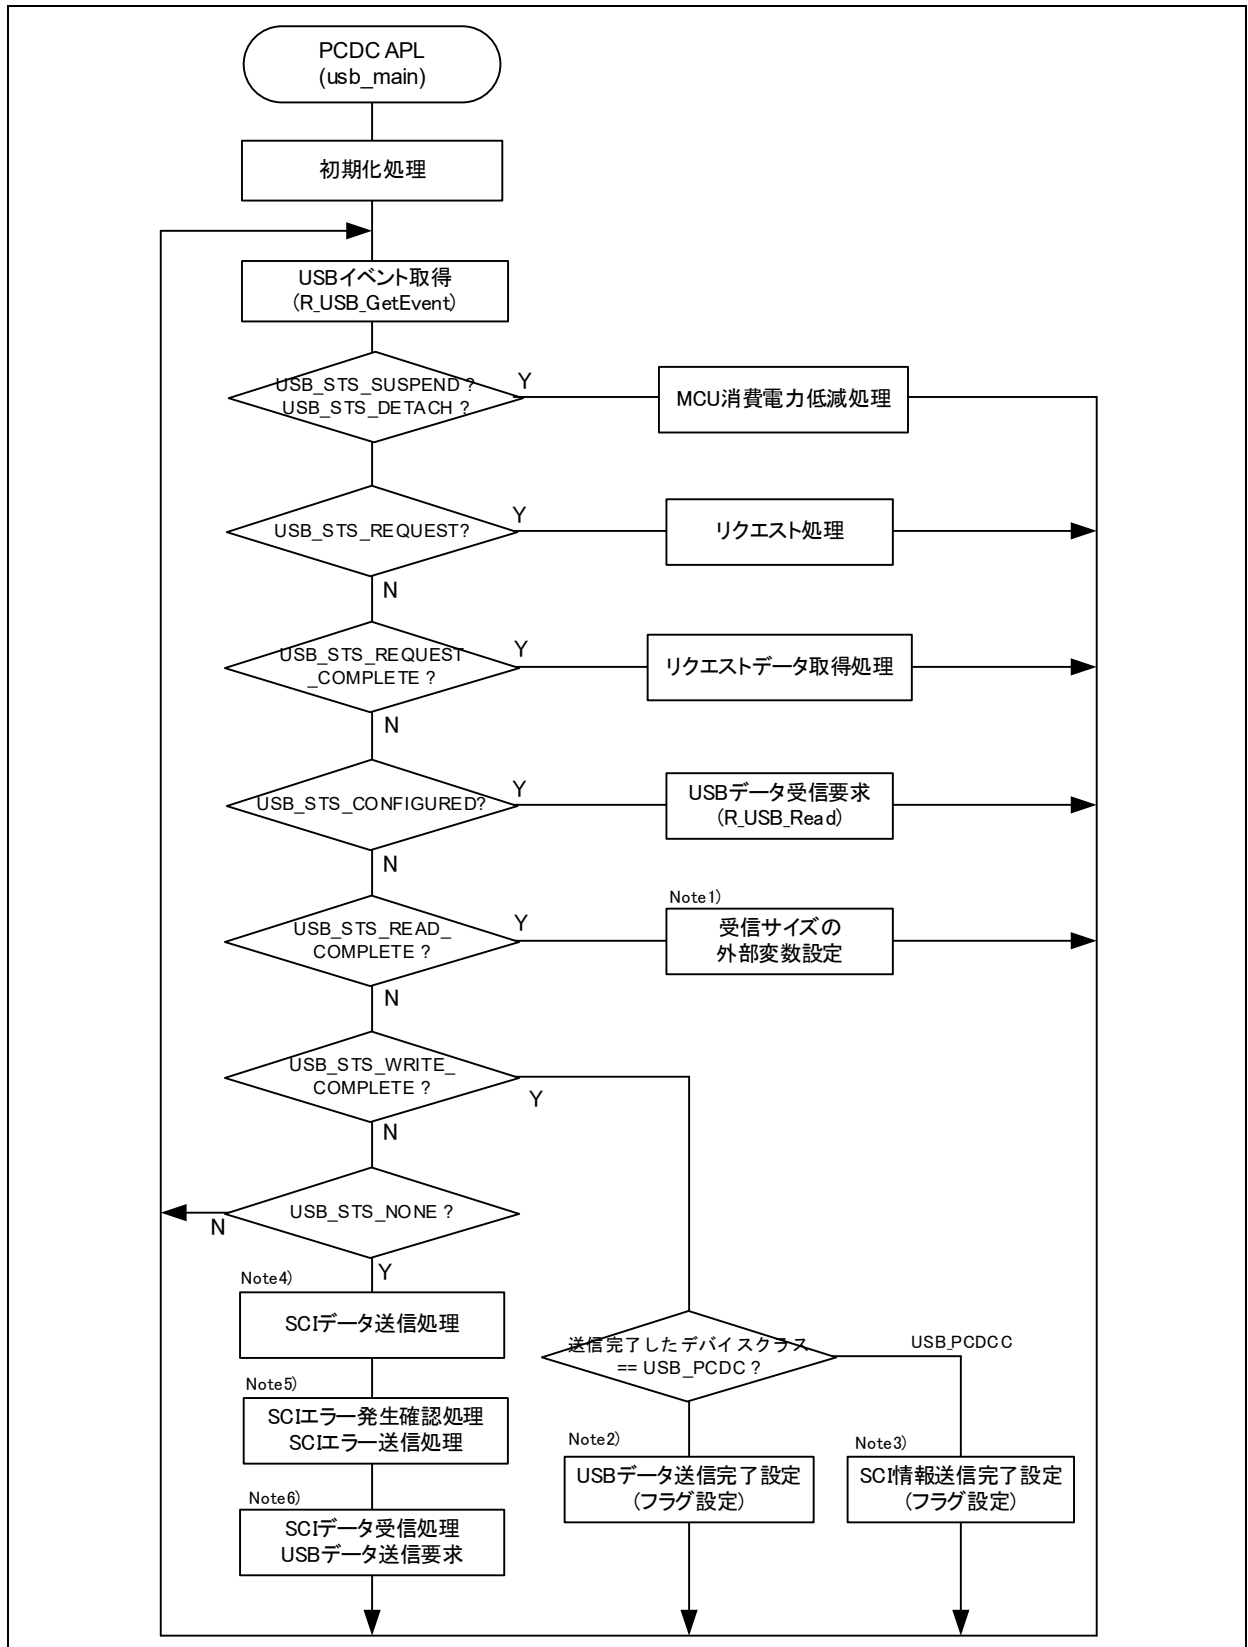 PCDC APL
(usb_main)
初期化処理
USBイベント取得
(R_USB_GetEvent)
USB_STS_SUSPEND ?
USB_STS_DETACH ?
Y
MCU消費電力低減処理
USB_STS_REQUEST?
Y
リクエスト処理
N
USB_STS_REQUEST
_COMPLETE ?
Y
リクエストデータ取得処理
N
USB_STS_CONFIGURED?
Y
USBデータ受信要求
(R_USB_Read)
N
Note1)
USB_STS_READ_
COMPLETE ?
Y
受信サイズの
外部変数設定
N
USB_STS_WRITE_
COMPLETE ?
Y
N
USB_STS_NONE ?
N
Y
Note4)
SCIデータ送信処理
送信完了したデバイスクラス
== USB_PCDC ?
USB_PCDCC
Note5)
SCIエラー発生確認処理
SCIエラー送信処理
Note2)
USBデータ送信完了設定
(フラグ設定)
Note3)
SCI情報送信完了設定
(フラグ設定)
Note6)
SCIデータ受信処理
USBデータ送信要求